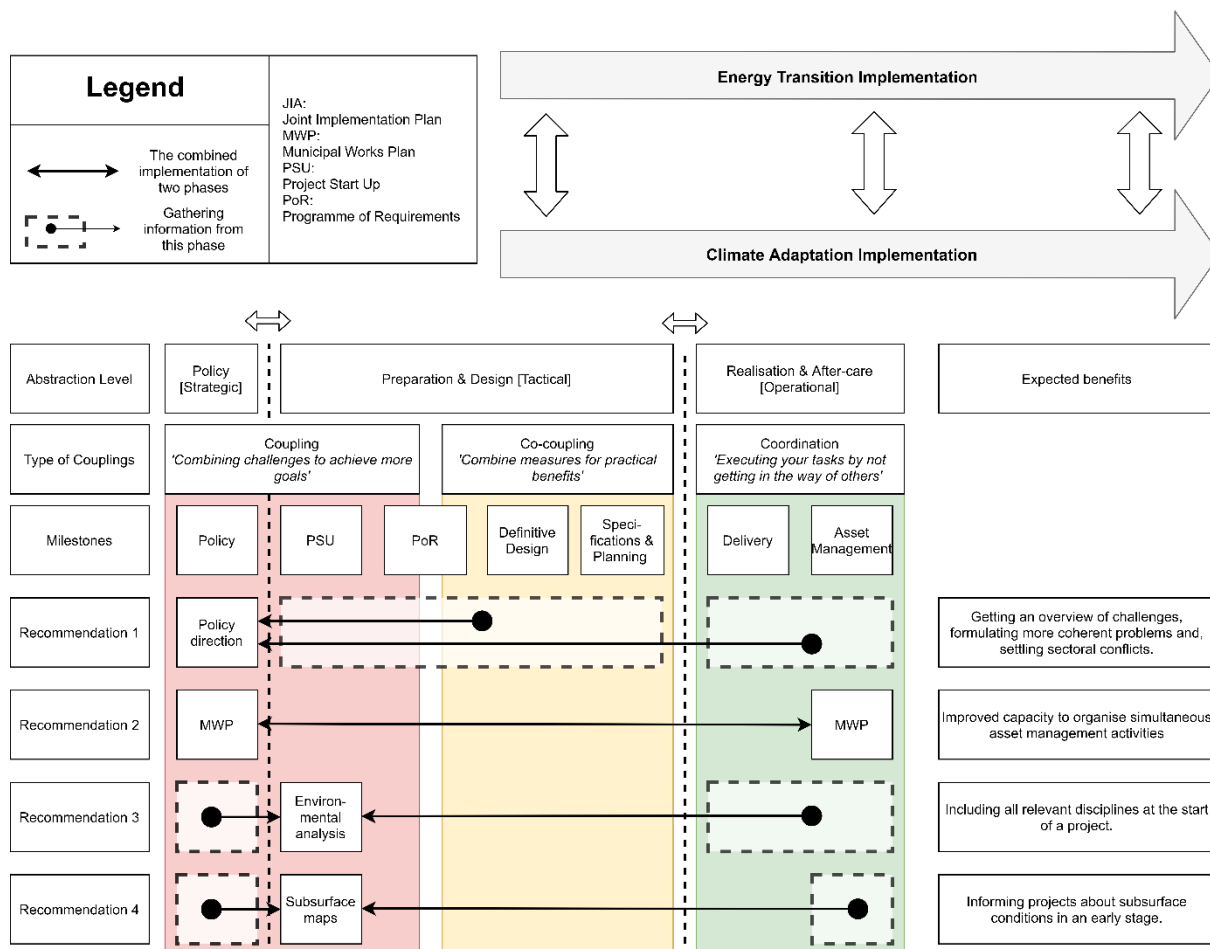 Legend
The combined
implementation of
two phases
Gathering
information from
this phase
JIA:
Joint Implementation Plan
MWP:
Municipal Works Plan
PSU:
Project Start Up
PoR:
Programme of Requirements
Energy Transition Implementation
Climate Adaptation Implementation
Abstraction Level
Policy
[Strategic]
Preparation & Design [Tactical]
Realisation & After-care
[Operational]
Expected benefits
Type of Couplings
Coupling
'Combining challenges to achieve more
goals'
Co-coupling
'Combine measures for practical
benefits'
Coordination
'Executing your tasks by not
getting in the way of others'
Milestones
Policy
PSU
PoR
Definitive
Design
Speci-
fications &
Planning
Delivery
Asset
Management
Recommendation 1
Policy
direction
Getting an overview of challenges,
formulating more coherent problems and,
settling sectoral conflicts.
Recommendation 2
MWP
MWP
Improved capacity to organise simultaneous
asset management activities
Recommendation 3
Environ-
mental
analysis
Including all relevant disciplines at the start
of a project.
Recommendation 4
Subsurface
maps
Informing projects about subsurface
conditions in an early stage.